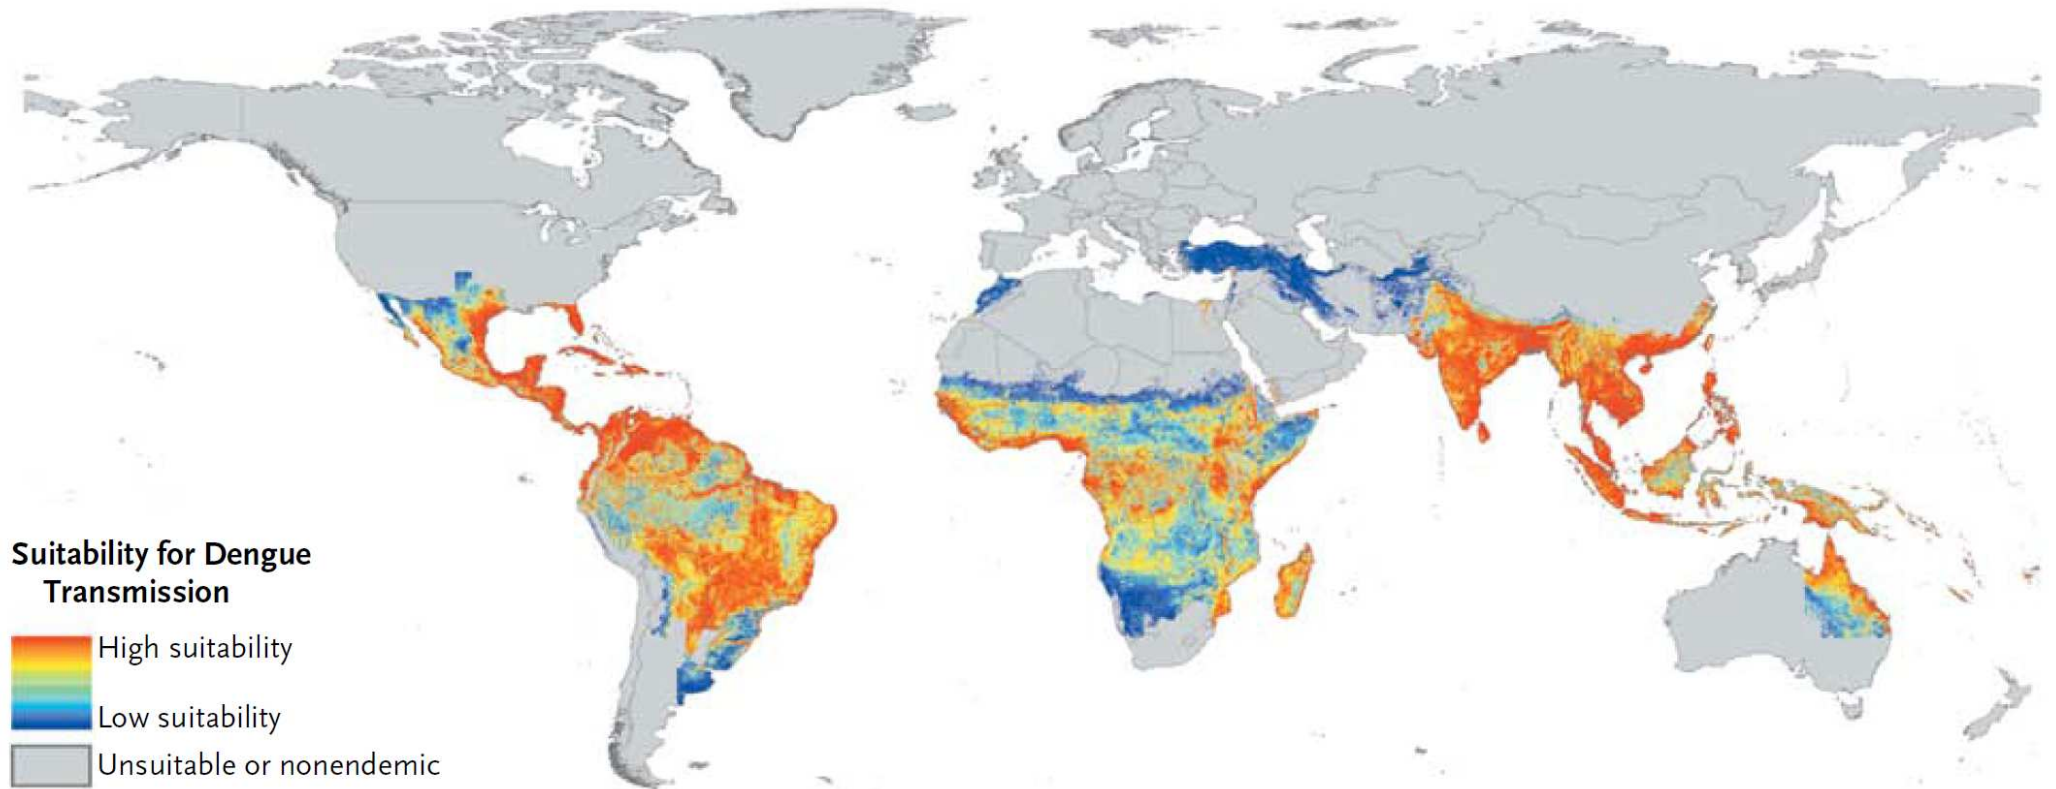 Suitability for Dengue
Transmission
High suitability
Low suitability
Unsuitable or nonendemic